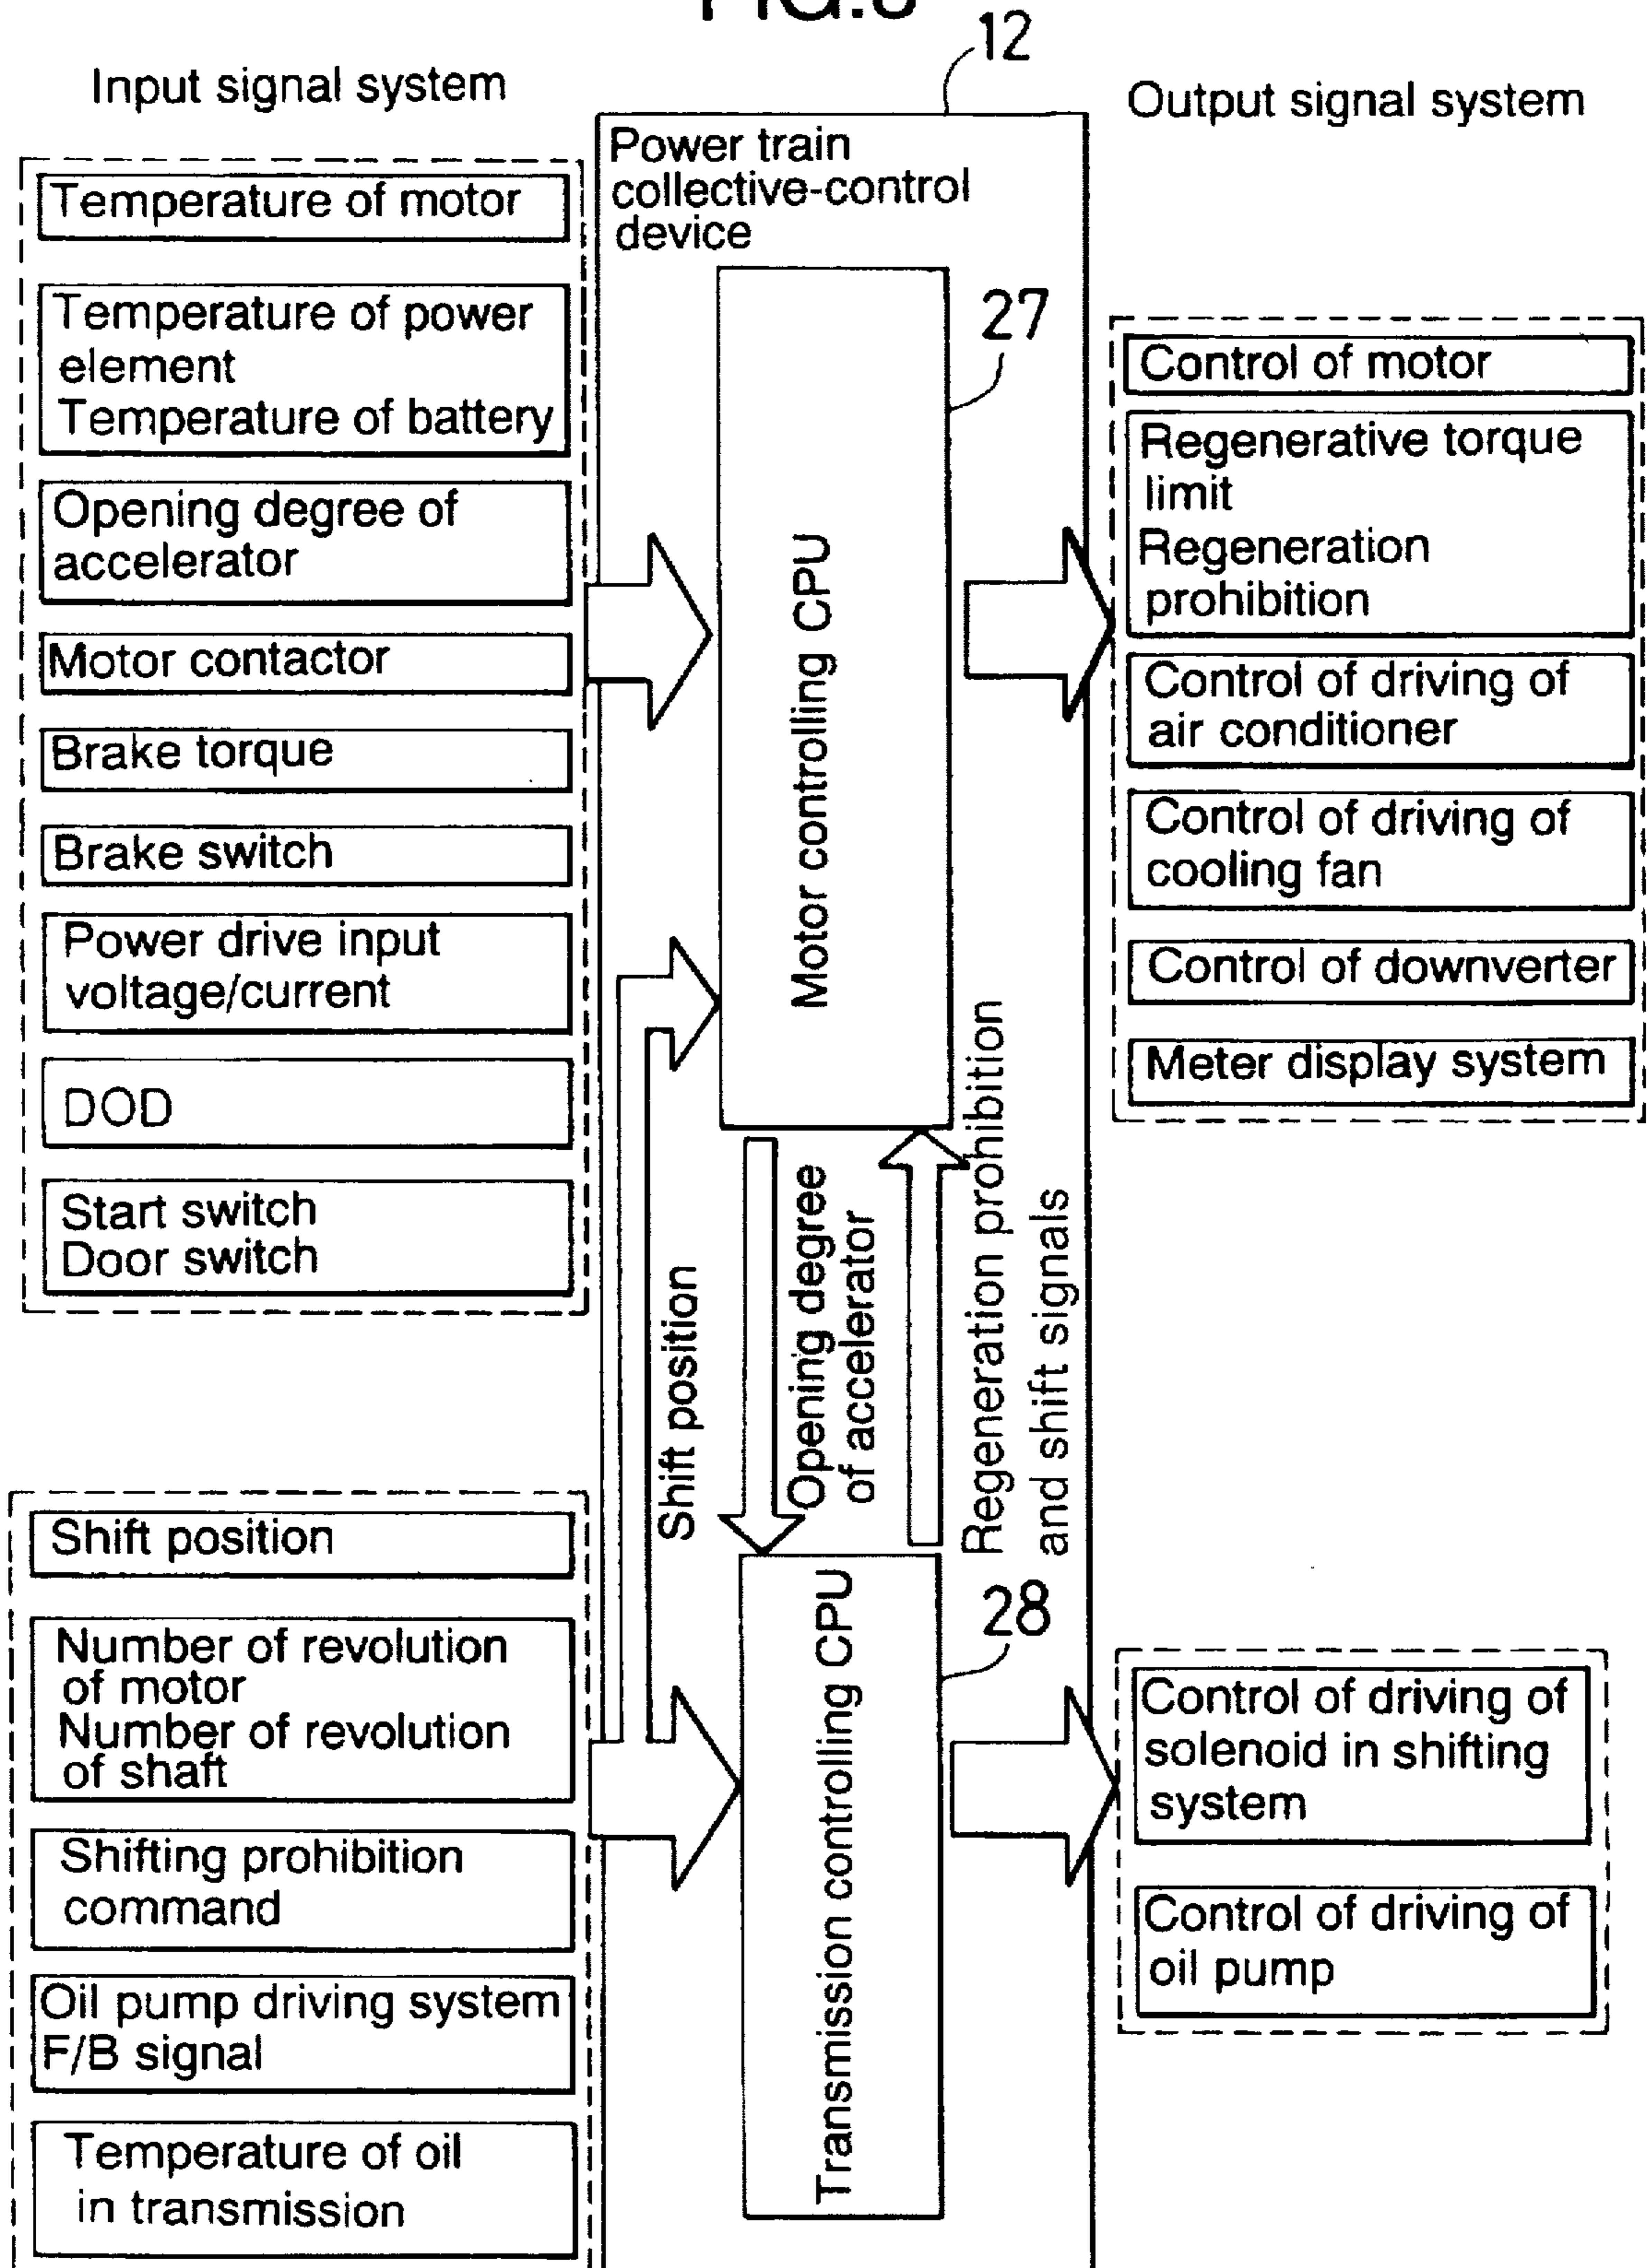 12
Input signal system
Output signal system
Power train
collective-control
device
Temperature of motor
Temperature of power
element
Temperature of battery
Opening degree of
accelerator
Motor contactor
Brake torque
Brake switch
Power drive input
voltage/current
DOD
Start switch
Door switch
27
Motor controlling CPU
Control of motor
Regenerative torque
limit
Regeneration
prohibition
Control of driving of
air conditioner
Control of driving of
cooling fan
Control of downverter
Meter display system
Shift position
Opening degree
of accelerator
Regeneration prohibition
and shift signals
Shift position
Number of revolution
of motor
Number of revolution
of shaft
Shifting prohibition
command
Oil pump driving system
F/B signal
Temperature of oil
in transmission
28
Transmission controlling CPU
Control of driving of
solenoid in shifting
system
Control of driving of
oil pump